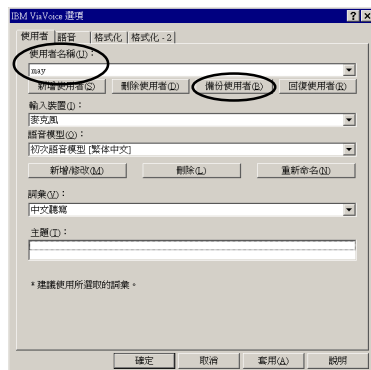 IBM ViaVoice 選項
使用者 語音 格式化 格式化 - 2
使用者名稱(U)：
may
新增使用者(S) 刪除使用者(D) 備份使用者(B) 回復使用者(R)
輸入裝置(I)：
麥克風
語音模型(O)：
初次語音模型 [繁体中文]
新增/修改(M) 刪除(L) 重新命名(N)
詞彙(V)：
中文聽寫
主題(T)：
* 建議使用所選取的詞彙。
確定 取消 套用(A) 說明